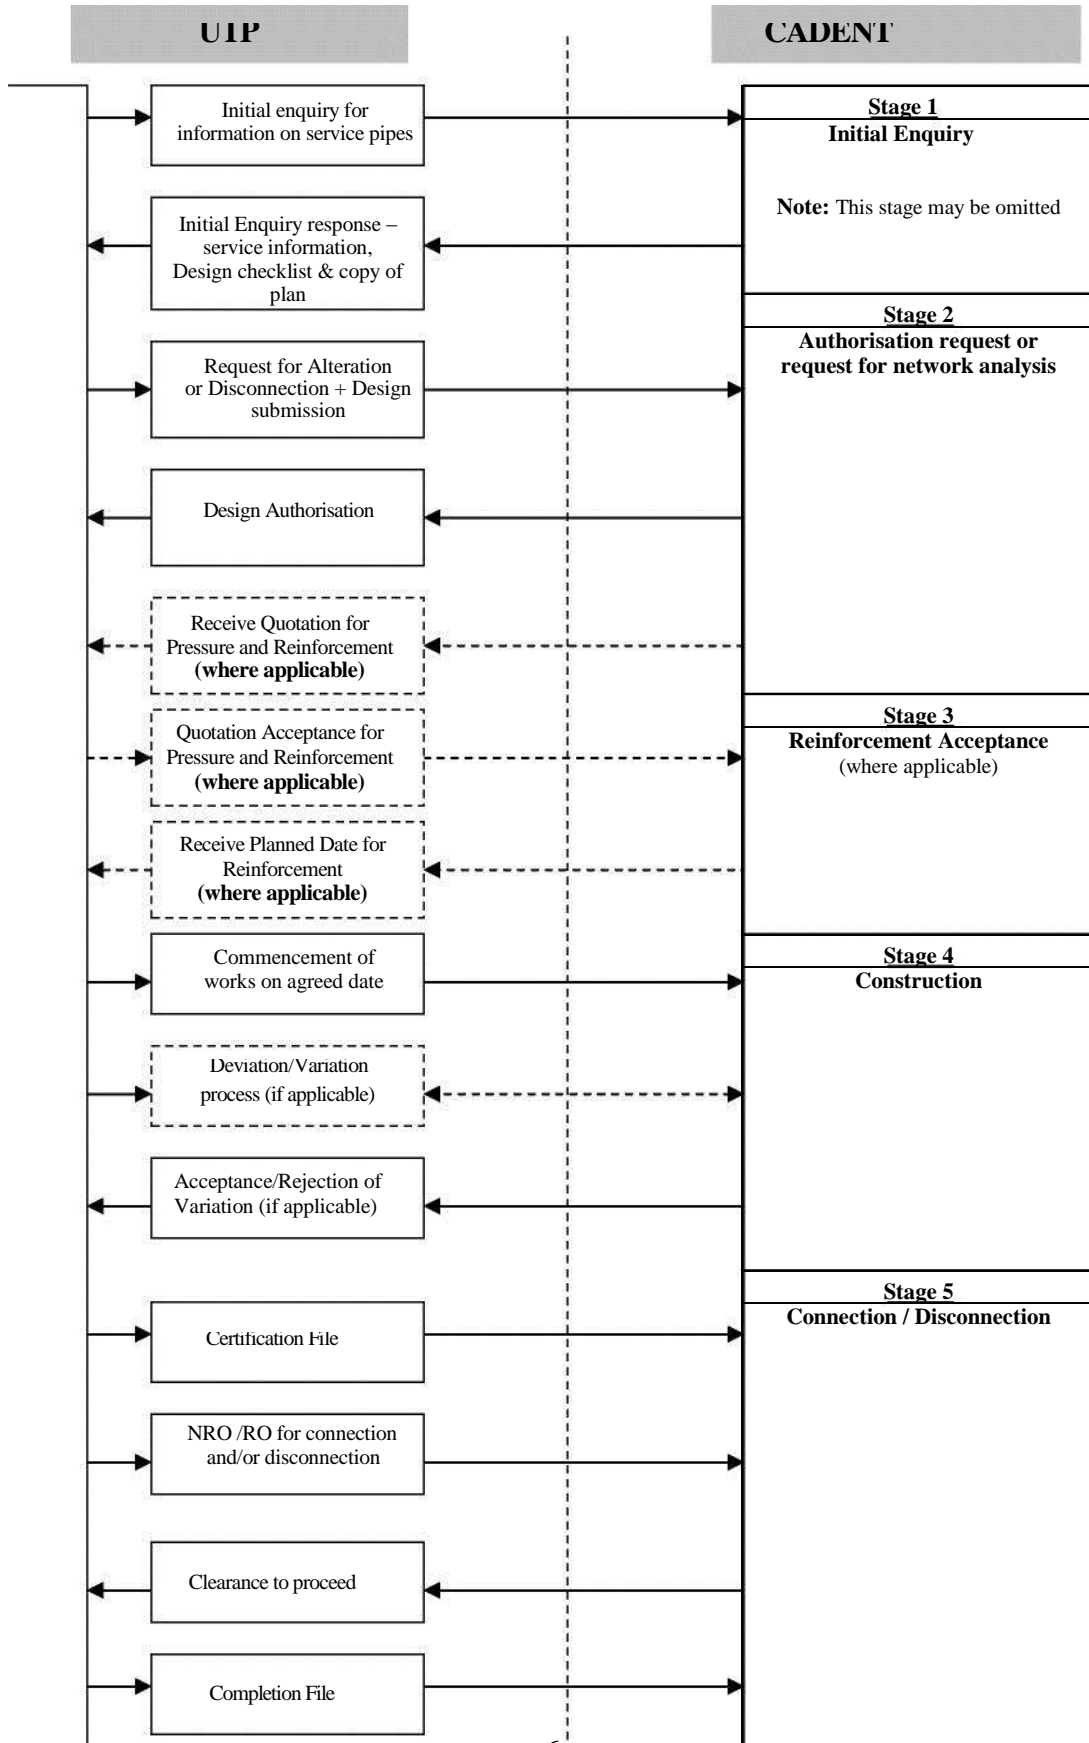 UIP
CADENT
Initial enquiry for
information on service pipes
Stage 1
Initial Enquiry
Note: This stage may be omitted
Initial Enquiry response –
service information,
Design checklist & copy of
plan
Stage 2
Authorisation request or
request for network analysis
Request for Alteration
or Disconnection + Design
submission
Design Authorisation
Receive Quotation for
Pressure and Reinforcement
(where applicable)
Stage 3
Reinforcement Acceptance
(where applicable)
Quotation Acceptance for
Pressure and Reinforcement
(where applicable)
Receive Planned Date for
Reinforcement
(where applicable)
Stage 4
Construction
Commencement of
works on agreed date
Deviation/Variation
process (if applicable)
Acceptance/Rejection of
Variation (if applicable)
Stage 5
Connection / Disconnection
Certification File
NRO /RO for connection
and/or disconnection
Clearance to proceed
Completion File